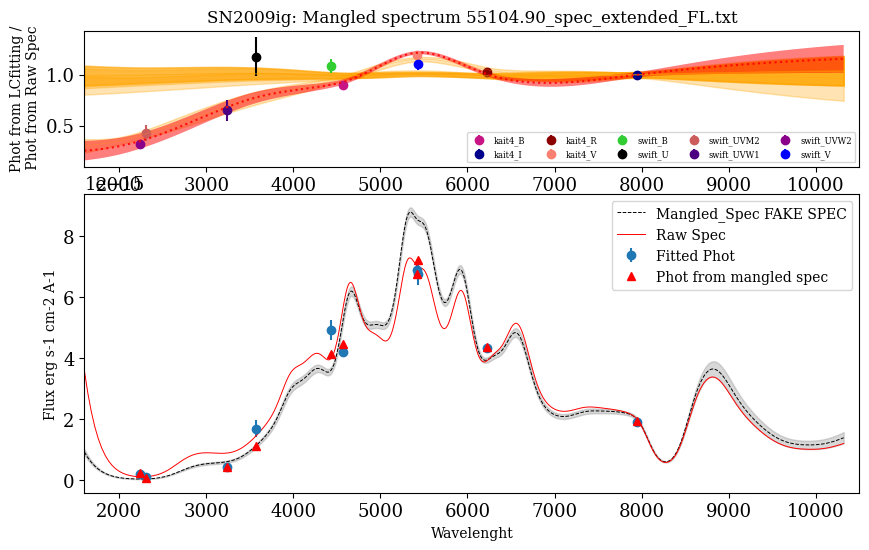 SN2009ig: Mangled spectrum 55104.90_spec_extended_FL.txt
Phot from LCfitting /
Phot from Raw Spec
1.0
0.5
kait4_B
kait4_R
swift_B
swift_UVM2
swift_UVW2
kait4_I
kait4_V
swift_U
swift_UVW1
swift_V
2000 3000 4000 5000 6000 7000 8000 9000 10000
1e−15
Flux erg s-1 cm-2 A-1
8
6
4
2
0
Mangled_Spec FAKE SPEC
Raw Spec
Fitted Phot
Phot from mangled spec
2000 3000 4000 5000 6000 7000 8000 9000 10000
Wavelenght